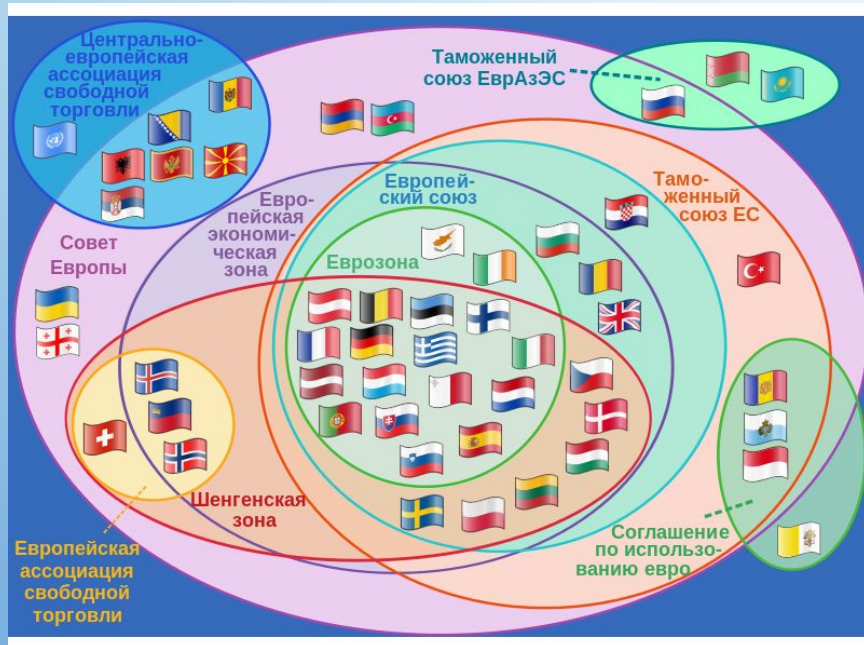 Центрально-
европейская
ассоциация
свободной
торговли
Таможенный
союз ЕврАзЭС
Евро-
пейская
экономи-
ческая
зона
Европей-
ский союз
Тамо-
женный
союз ЕС
Совет
Европы
Еврозона
Шенгенская
зона
Европейская
ассоциация
свободной
торговли
Соглашение
по использо-
ванию евро